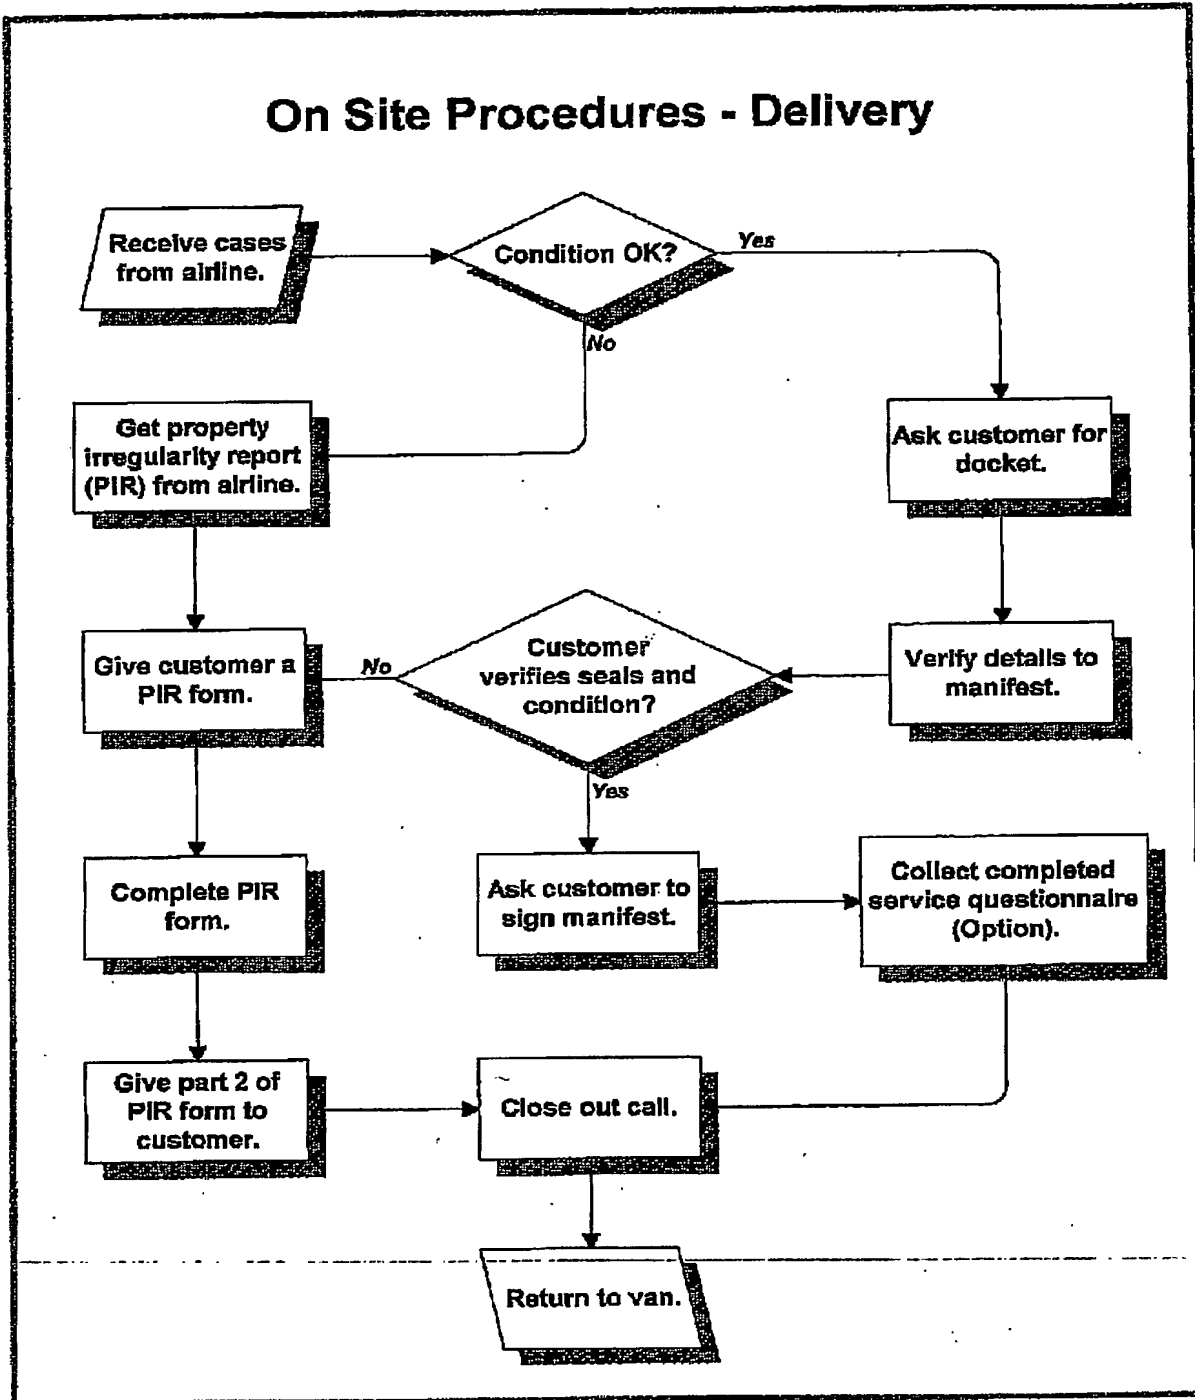 On Site Procedures - Delivery
Receive cases
from airline.
Condition OK?
Yes
No
Get property
irregularity report
(PIR) from airline.
Ask customer for
docket.
Give customer a
PIR form.
No
Customer
verifies seals and
condition?
Verify details to
manifest.
Yes
Complete PIR
form.
Ask customer to
sign manifest.
Collect completed
service questionnaire
(Option).
Give part 2 of
PIR form to
customer.
Close out call.
Return to van.